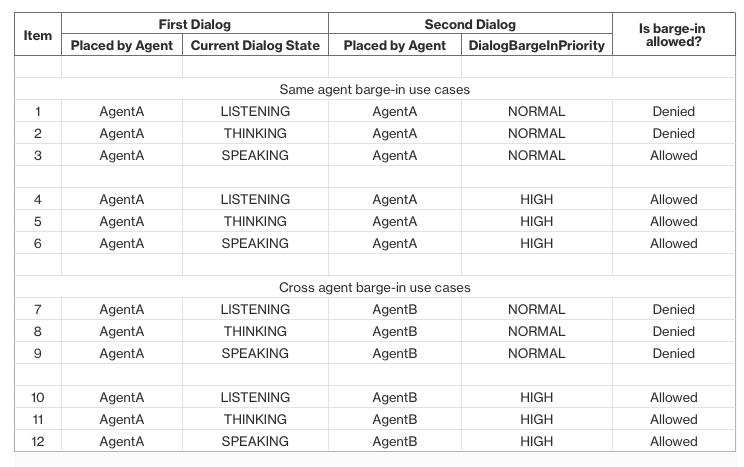 Item First Dialog Second Dialog Is barge-in allowed?
Placed by Agent Current Dialog State Placed by Agent DialogBargeInPriority
Same agent barge-in use cases
1 AgentA LISTENING AgentA NORMAL Denied
2 AgentA THINKING AgentA NORMAL Denied
3 AgentA SPEAKING AgentA NORMAL Allowed
4 AgentA LISTENING AgentA HIGH Allowed
5 AgentA THINKING AgentA HIGH Allowed
6 AgentA SPEAKING AgentA HIGH Allowed
Cross agent barge-in use cases
7 AgentA LISTENING AgentB NORMAL Denied
8 AgentA THINKING AgentB NORMAL Denied
9 AgentA SPEAKING AgentB NORMAL Denied
10 AgentA LISTENING AgentB HIGH Allowed
11 AgentA THINKING AgentB HIGH Allowed
12 AgentA SPEAKING AgentB HIGH Allowed